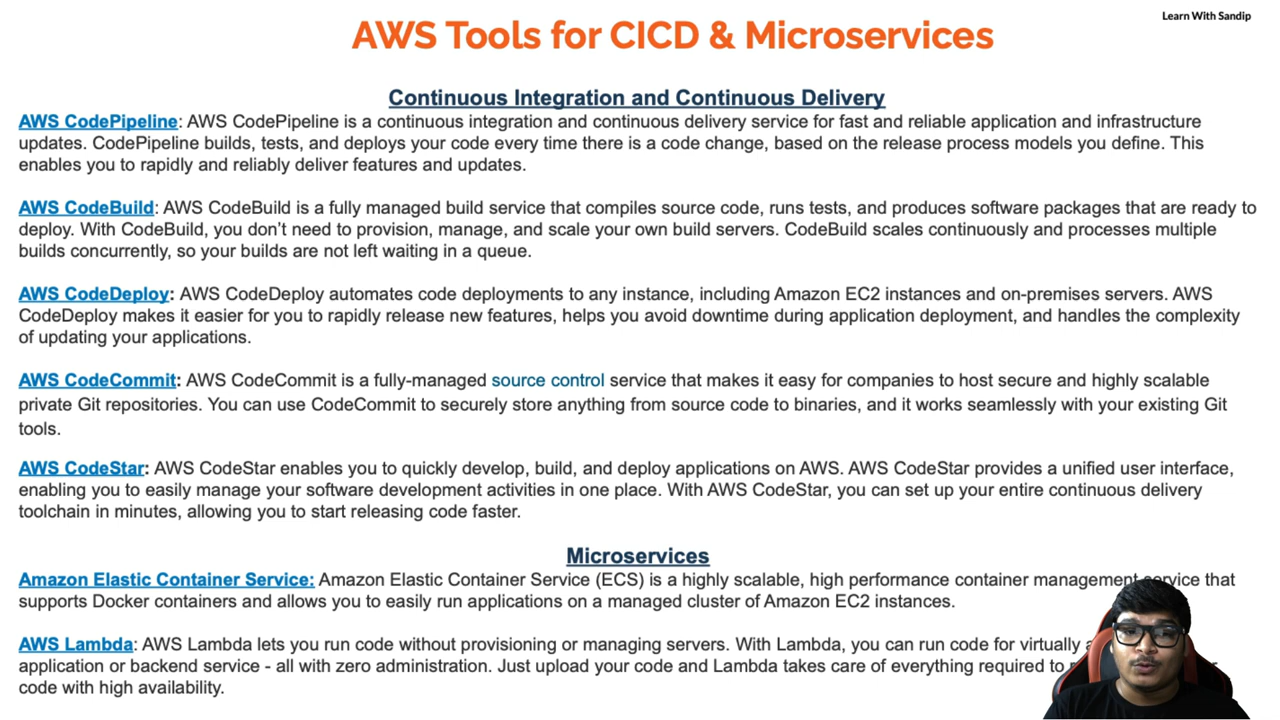 Learn With Sandip
AWS Tools for CICD & Microservices
Continuous Integration and Continuous Delivery
AWS CodePipeline: AWS CodePipeline is a continuous integration and continuous delivery service for fast and reliable application and infrastructure
updates. CodePipeline builds, tests, and deploys your code every time there is a code change, based on the release process models you define. This
enables you to rapidly and reliably deliver features and updates.
AWS CodeBuild: AWS CodeBuild is a fully managed build service that compiles source code, runs tests, and produces software packages that are ready to
deploy. With CodeBuild, you don't need to provision, manage, and scale your own build servers. CodeBuild scales continuously and processes multiple
builds concurrently, so your builds are not left waiting in a queue.
AWS CodeDeploy: AWS CodeDeploy automates code deployments to any instance, including Amazon EC2 instances and on-premises servers. AWS
CodeDeploy makes it easier for you to rapidly release new features, helps you avoid downtime during application deployment, and handles the complexity
of updating your applications.
AWS CodeCommit: AWS CodeCommit is a fully-managed source control service that makes it easy for companies to host secure and highly scalable
private Git repositories. You can use CodeCommit to securely store anything from source code to binaries, and it works seamlessly with your existing Git
tools.
AWS CodeStar: AWS CodeStar enables you to quickly develop, build, and deploy applications on AWS. AWS CodeStar provides a unified user interface,
enabling you to easily manage your software development activities in one place. With AWS CodeStar, you can set up your entire continuous delivery
toolchain in minutes, allowing you to start releasing code faster.
Microservices
Amazon Elastic Container Service: Amazon Elastic Container Service (ECS) is a highly scalable, high performance container management service that
supports Docker containers and allows you to easily run applications on a managed cluster of Amazon EC2 instances.
AWS Lambda: AWS Lambda lets you run code without provisioning or managing servers. With Lambda, you can run code for virtually
application or backend service - all with zero administration. Just upload your code and Lambda takes care of everything required to
code with high availability.